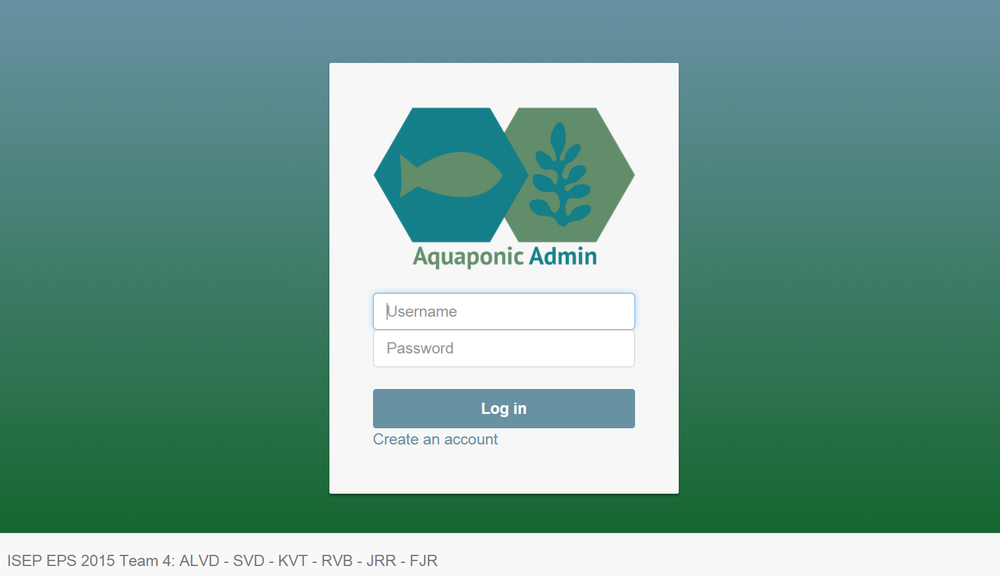 Aquaponic Admin
Username
Password
Log in
Create an account
ISEP EPS 2015 Team 4: ALVD - SVD - KVT - RVB - JRR - FJR